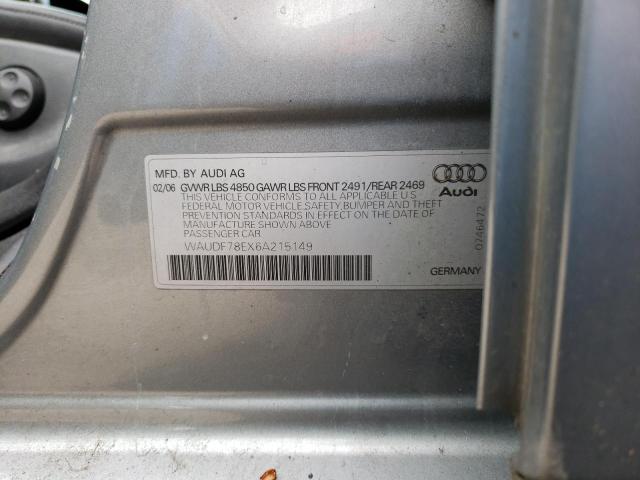 MFD. BY AUDI AG
02/06 GVWR LBS 4850 GAWR LBS FRONT 2491/REAR 2469
THIS VEHICLE CONFORMS TO ALL APPLICABLE U S
FEDERAL MOTOR VEHICLE SAFETY,BUMPER AND THEFT
PREVENTION STANDARDS IN EFFECT ON THE DATE OF
MANUFACTURE SHOWN ABOVE
PASSENGER CAR
WAUDF78EX6A215149
Audi
0746472
GERMANY